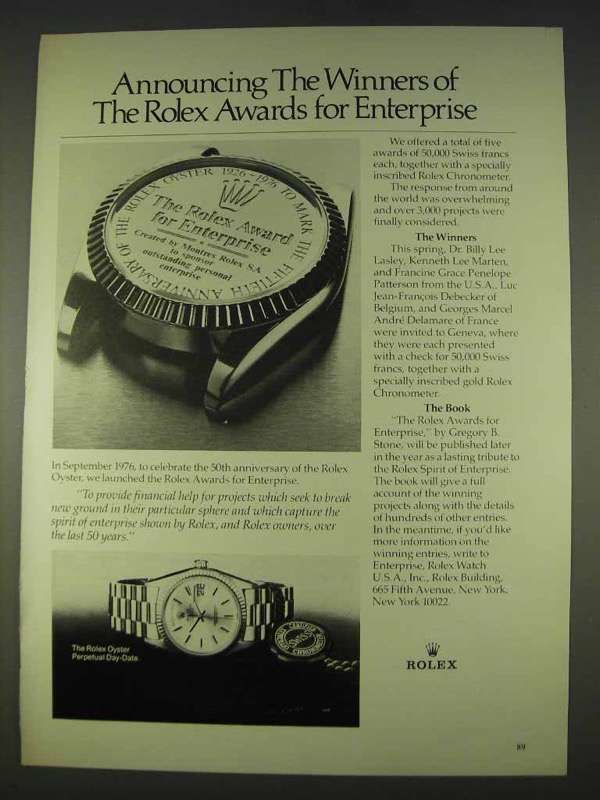 Announcing The Winners of
The Rolex Awards for Enterprise
THE FIFTIETH ANNIVERSARY OF THE ROLEX OYSTER 1926-1976 TO MARK
The Rolex Award
for Enterprise
Created by Montres Rolex S.A.
to sponsor
outstanding personal
enterprise
In September 1976, to celebrate the 50th anniversary of the Rolex
Oyster, we launched the Rolex Awards for Enterprise.
"To provide financial help for projects which seek to break
new ground in their particular sphere and which capture the
spirit of enterprise shown by Rolex, and Rolex owners, over
the last 50 years."
The Rolex Oyster
Perpetual Day-Date.
We offered a total of five
awards of 50,000 Swiss francs
each, together with a specially
inscribed Rolex Chronometer.
The response from around
the world was overwhelming
and over 3,000 projects were
finally considered.
The Winners
This spring, Dr. Billy Lee
Lasley, Kenneth Lee Marten,
and Francine Grace Penelope
Patterson from the U.S.A., Luc
Jean-François Debecker of
Belgium, and Georges Marcel
André Delamare of France
were invited to Geneva, where
they were each presented
with a check for 50,000 Swiss
francs, together with a
specially inscribed gold Rolex
Chronometer.
The Book
"The Rolex Awards for
Enterprise," by Gregory B.
Stone, will be published later
in the year as a lasting tribute to
the Rolex Spirit of Enterprise.
The book will give a full
account of the winning
projects along with the details
of hundreds of other entries.
In the meantime, if you'd like
more information on the
winning entries, write to
Enterprise, Rolex Watch
U.S.A., Inc., Rolex Building,
665 Fifth Avenue, New York,
New York 10022.
ROLEX
89